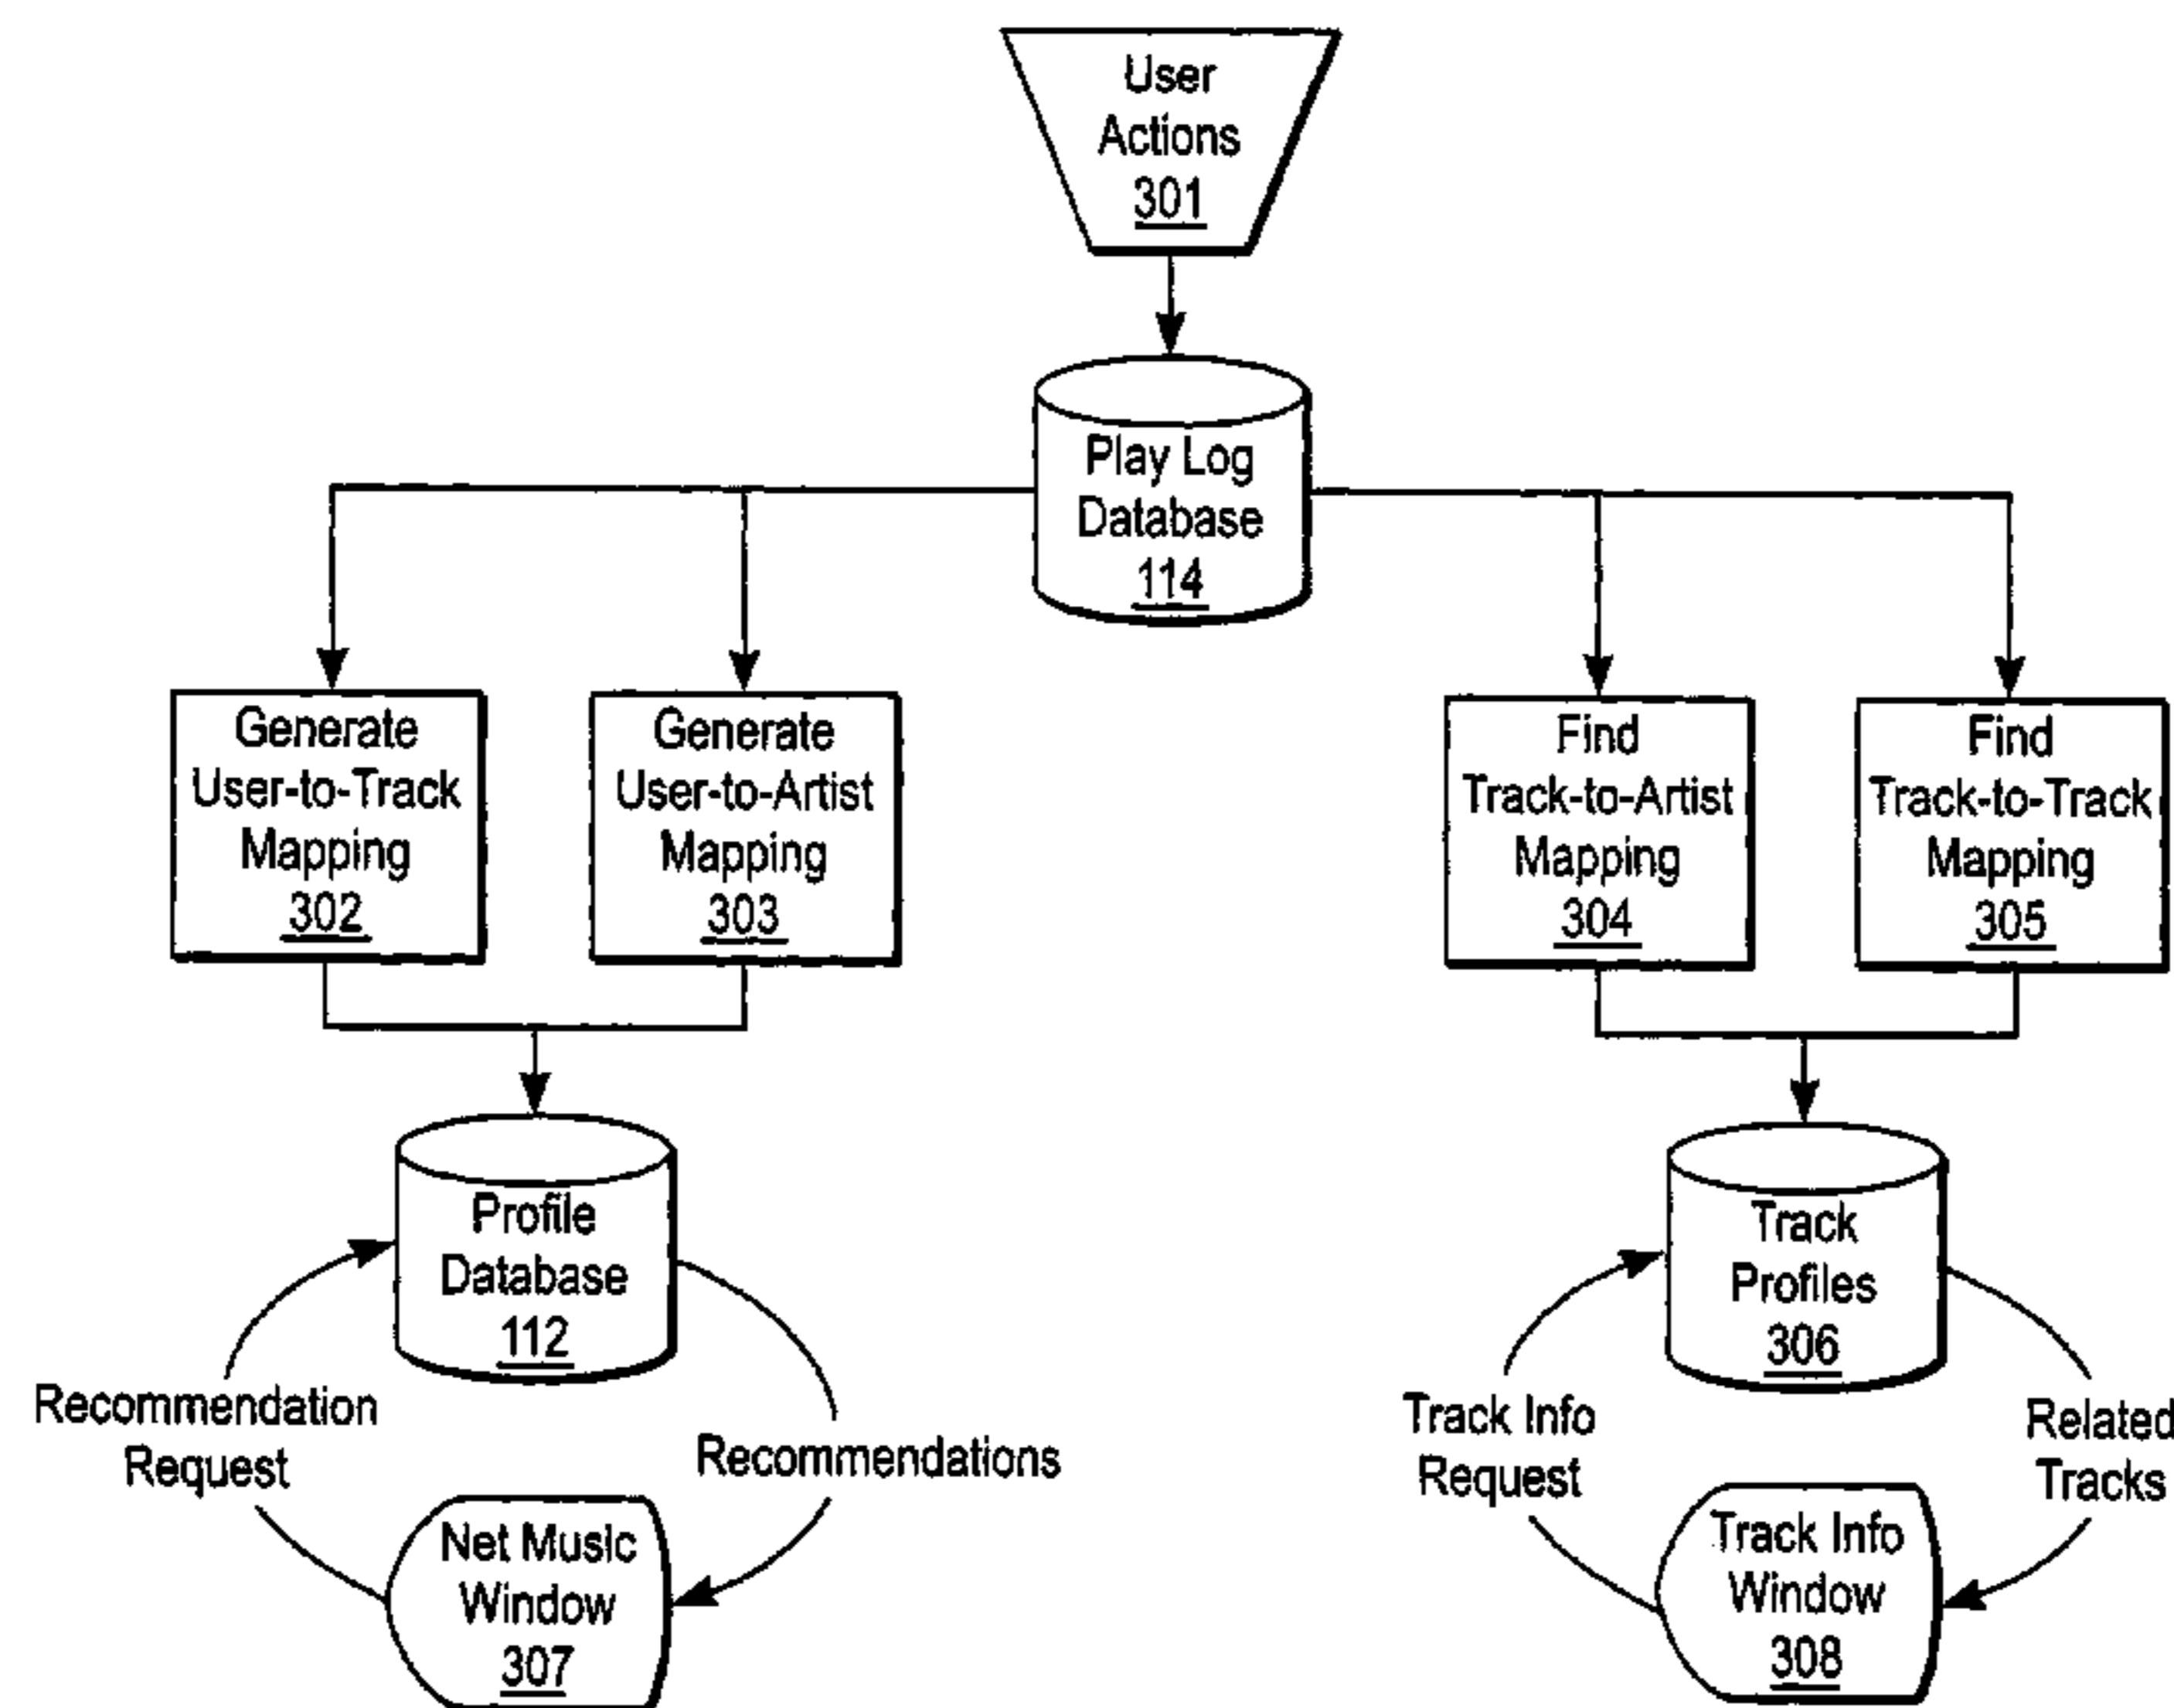 User
Actions
301
Play Log
Database
114
Generate
User-to-Track
Mapping
302
Generate
User-to-Artist
Mapping
303
Find
Track-to-Artist
Mapping
304
Find
Track-to-Track
Mapping
305
Profile
Database
112
Track
Profiles
306
Recommendation
Request
Recommendations
Track Info
Request
Related
Tracks
Net Music
Window
307
Track Info
Window
308